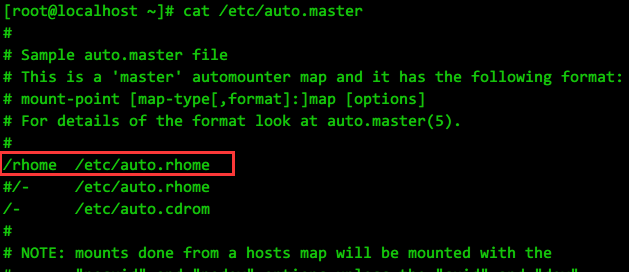 [root@localhost ~]# cat /etc/auto.master
#
# Sample auto.master file
# This is a 'master' automounter map and it has the following format:
# mount-point [map-type[,format]:]map [options]
# For details of the format look at auto.master(5).
#
/rhome  /etc/auto.rhome
#/-     /etc/auto.rhome
/-      /etc/auto.cdrom
#
# NOTE: mounts done from a hosts map will be mounted with the